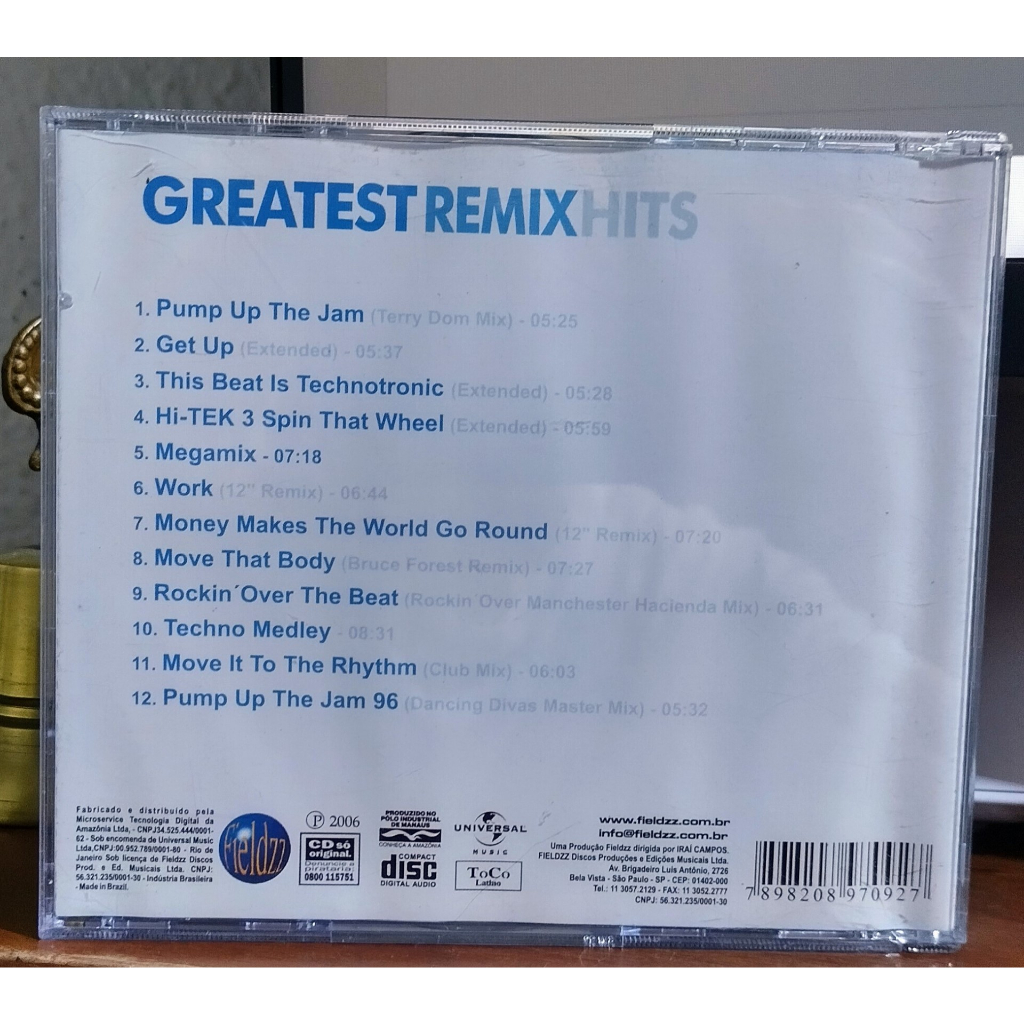 GREATEST REMIX HITS
1. Pump Up The Jam (Terry Dom Mix) - 05:25
2. Get Up (Extended) - 05:37
3. This Beat Is Technotronic (Extended) - 05:28
4. Hi-TEK 3 Spin That Wheel (Extended) - 05:59
5. Megamix - 07:18
6. Work (12" Remix) - 06:44
7. Money Makes The World Go Round (12" Remix) - 07:20
8. Move That Body (Bruce Forest Remix) - 07:27
9. Rockin´Over The Beat (Rockin´Over Manchester Hacienda Mix) - 06:31
10. Techno Medley - 08:31
11. Move It To The Rhythm (Club Mix) - 06:03
12. Pump Up The Jam 96 (Dancing Divas Master Mix) - 05:32
Fabricado e distribuido pela
Microservice Tecnologia Digital da
Amazônia Ltda, - CNPJ34.525.444/0001-
62 - Sob encomenda de Universal Music
Ltda,CNPJ:00.952.789/0001-80 - Rio de
Janeiro Sob licença de Fieldzz Discos
Prod. e Ed. Musicais Ltda. CNPJ:
56.321.235/0001-30 - Indústria Brasileira
- Made in Brazil.
Fieldzz
℗ 2006
CD só
original.
Denuncie a
pirataria:
0800 115751
PRODUZIDO NO
PÓLO INDUSTRIAL
DE MANAUS
CONHEÇA A AMAZÔNIA
COMPACT
disc
DIGITAL AUDIO
UNIVERSAL
MUSIC
ToCo
Latino
www.fieldzz.com.br
info@fieldzz.com.br
Uma Produção Fieldzz dirigida por IRAÍ CAMPOS.
FIELDZZ Discos Produções e Edições Musicais Ltda.
Av. Brigadeiro Luis Antônio, 2726
Bela Vista - São Paulo - SP - CEP: 01402-000
Tel.: 11 3057.2129 - FAX: 11 3052.2777
CNPJ: 56.321.235/0001-30
7 898208 970927